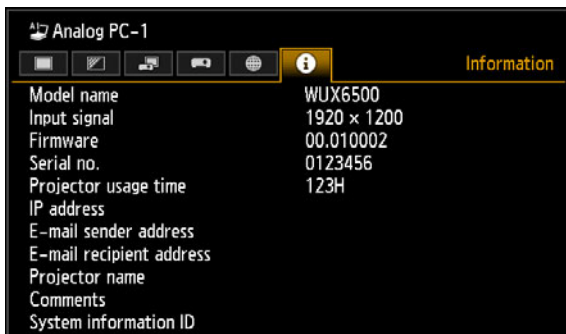 Analog PC-1
Information
Model name WUX6500
Input signal 1920 × 1200
Firmware 00.010002
Serial no. 0123456
Projector usage time 123H
IP address
E-mail sender address
E-mail recipient address
Projector name
Comments
System information ID